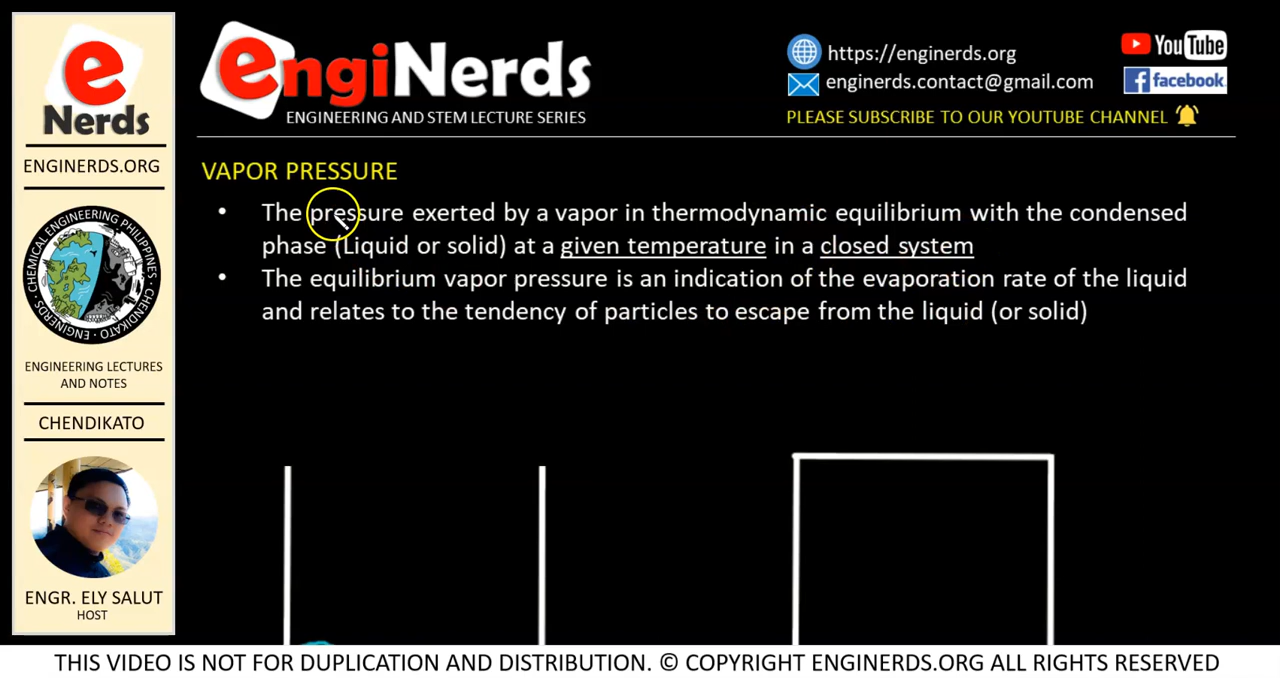 e
Nerds
ENGINERDS.ORG
CHEMICAL ENGINEERING PHILIPPINES
CHENDIKATO · ENGINERDS
ENGINEERING LECTURES
AND NOTES
CHENDIKATO
ENGR. ELY SALUT
HOST
engiNerds
ENGINEERING AND STEM LECTURE SERIES
https://enginerds.org
enginerds.contact@gmail.com
YouTube
facebook
PLEASE SUBSCRIBE TO OUR YOUTUBE CHANNEL
VAPOR PRESSURE
• The pressure exerted by a vapor in thermodynamic equilibrium with the condensed
phase (Liquid or solid) at a given temperature in a closed system
• The equilibrium vapor pressure is an indication of the evaporation rate of the liquid
and relates to the tendency of particles to escape from the liquid (or solid)
THIS VIDEO IS NOT FOR DUPLICATION AND DISTRIBUTION. © COPYRIGHT ENGINERDS.ORG ALL RIGHTS RESERVED